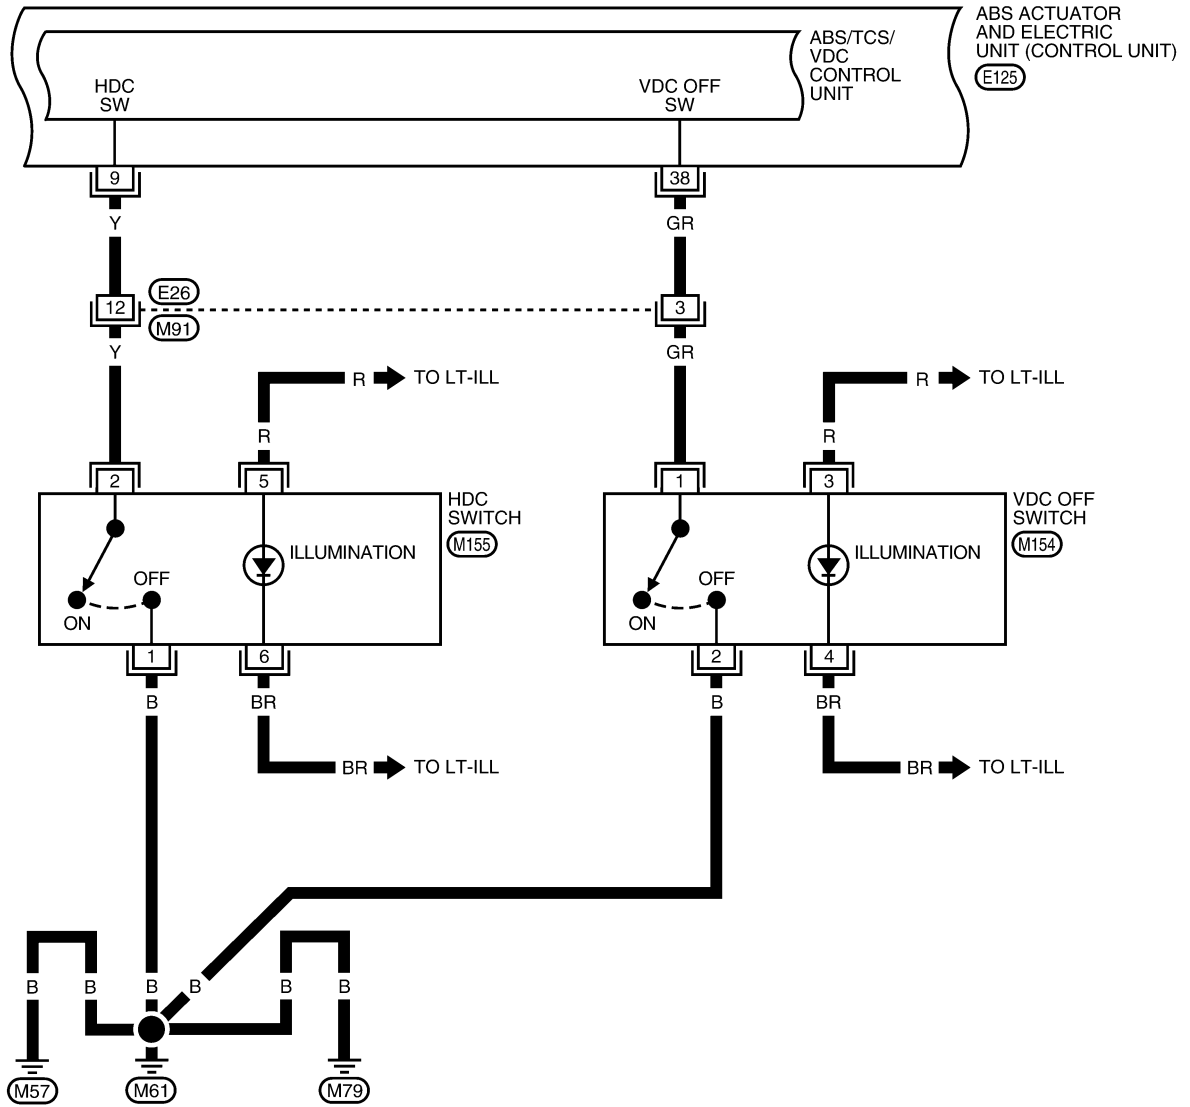 ABS ACTUATOR
AND ELECTRIC
UNIT (CONTROL UNIT)
E125
ABS/TCS/
VDC
CONTROL
UNIT
HDC
SW
VDC OFF
SW
9
38
Y
GR
12
E26
M91
3
Y
GR
R
TO LT-ILL
R
TO LT-ILL
R
R
2
5
1
3
HDC
SWITCH
M155
VDC OFF
SWITCH
M154
ILLUMINATION
ILLUMINATION
OFF
ON
OFF
ON
1
6
2
4
B
BR
B
BR
BR
TO LT-ILL
BR
TO LT-ILL
B
B
B
B
B
B
M57
M61
M79